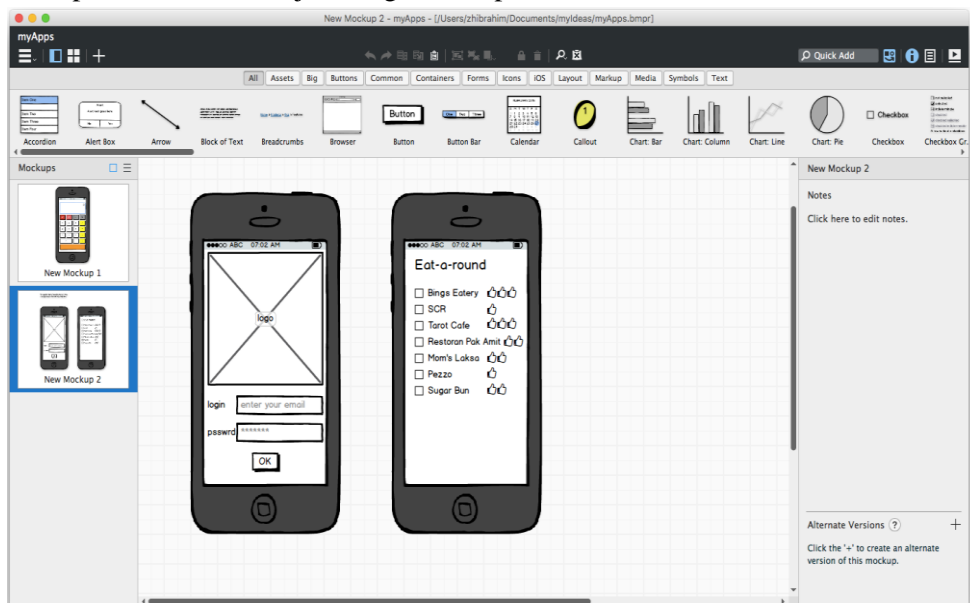 New Mockup 2 - myApps - [/Users/zhibrahim/Documents/myIdeas/myApps.bmpr]
myApps
Quick Add
All Assets Big Buttons Common Containers Forms Icons iOS Layout Markup Media Symbols Text
Button
1
Checkbox
Accordion Alert Box Arrow Block of Text Breadcrumbs Browser Button Button Bar Calendar Callout Chart: Bar Chart: Column Chart: Line Chart: Pie Checkbox Checkbox Gr.
Mockups
New Mockup 1
New Mockup 2
ABC 07:02 AM
logo
login enter your email
psswrd *******
OK
ABC 07:02 AM
Eat-a-round
Bings Eatery
SCR
Tarot Cafe
Restoran Pak Amit
Mom's Laksa
Pezzo
Sugar Bun
New Mockup 2
Notes
Click here to edit notes.
Alternate Versions ?
Click the '+' to create an alternate
version of this mockup.